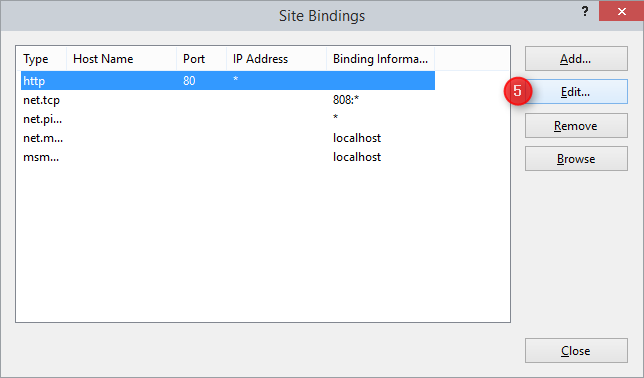 Site Bindings
? ×
Type Host Name Port IP Address Binding Informa...
http 80 *
net.tcp 808:*
net.pi... *
net.m... localhost
msm... localhost
Add...
5 Edit...
Remove
Browse
Close